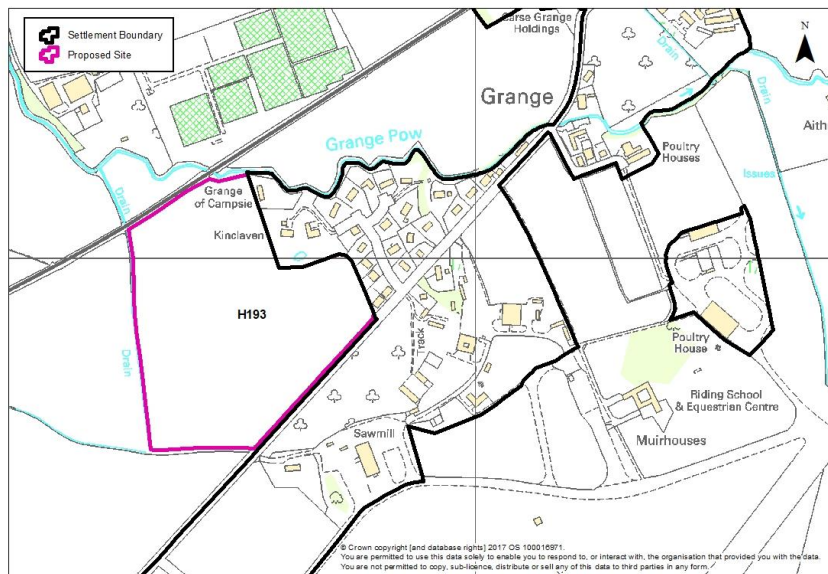 Settlement Boundary
Proposed Site
Carse Grange
Holdings
N
Drain
Grange
Drain
Aith
Grange Pow
Poultry
Houses
Issues
Drain
Grange
of Campsie
Kinclaven
H193
Drain
Track
Poultry
House
Riding School
& Equestrian Centre
Muirhouses
Sawmill
© Crown copyright [and database rights] 2017 OS 100016971.
You are permitted to use this data solely to enable you to respond to, or interact with, the organisation that provided you with the data.
You are not permitted to copy, sub-licence, distribute or sell any of this data to third parties in any form.